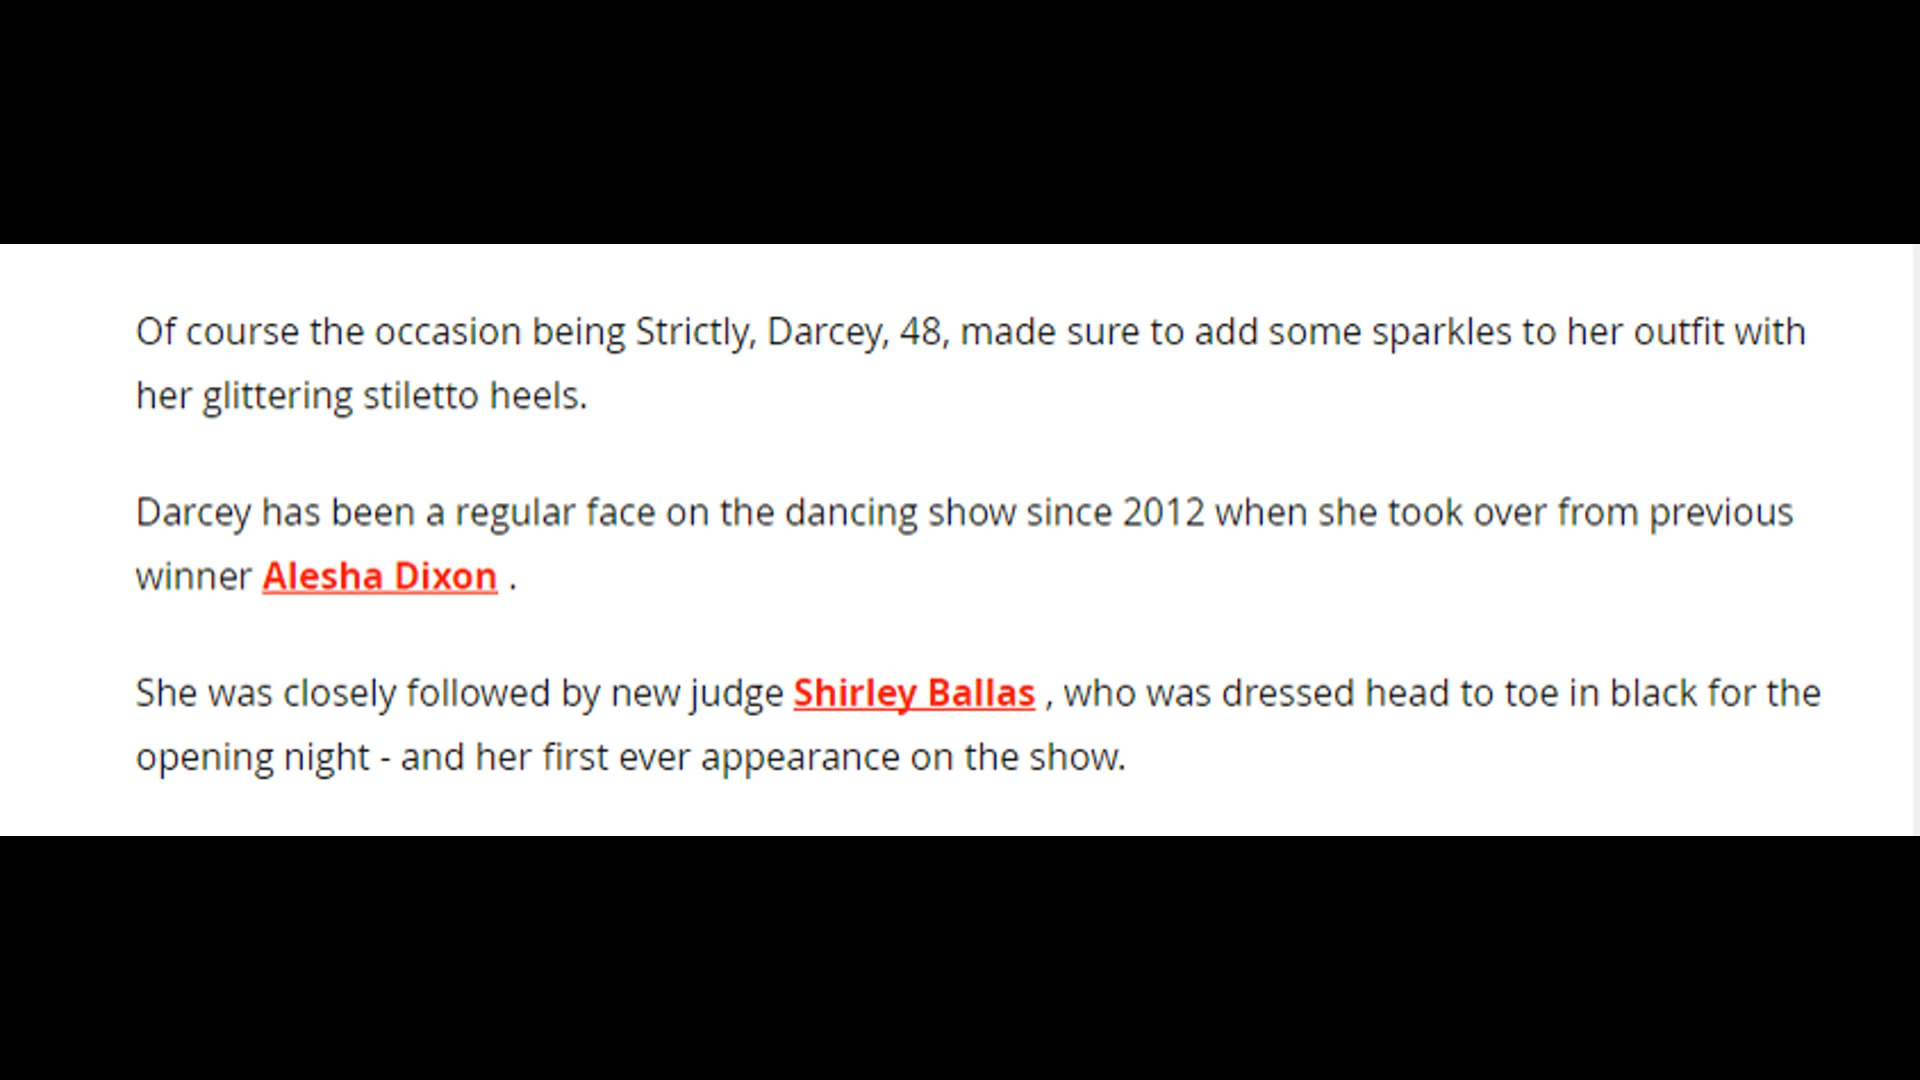 Of course the occasion being Strictly, Darcey, 48, made sure to add some sparkles to her outfit with
her glittering stiletto heels.
Darcey has been a regular face on the dancing show since 2012 when she took over from previous
winner Alesha Dixon .
She was closely followed by new judge Shirley Ballas , who was dressed head to toe in black for the
opening night - and her first ever appearance on the show.